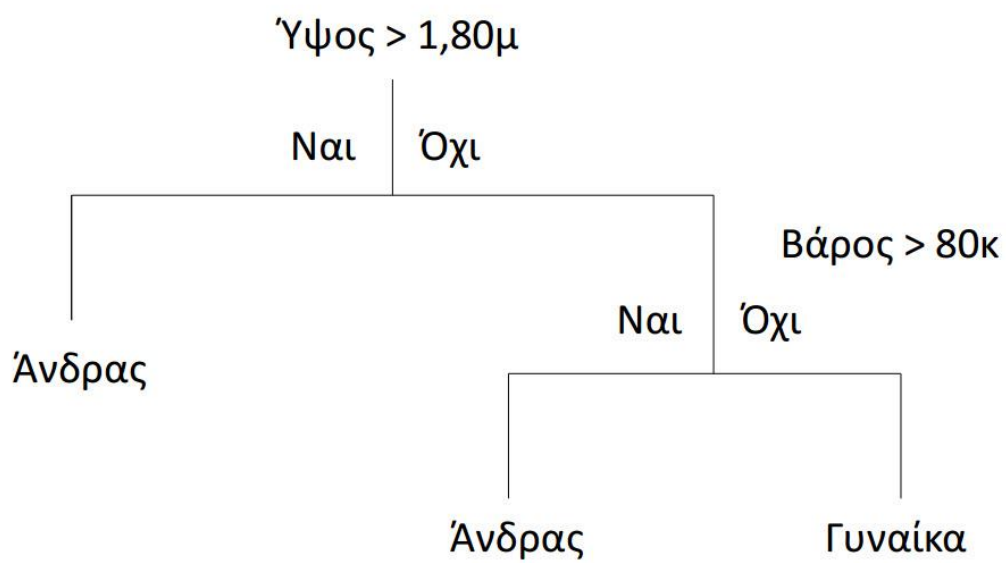 Ύψος > 1,80μ
Ναι Όχι
Βάρος > 80κ
Ναι Όχι
Άνδρας
Άνδρας Γυναίκα